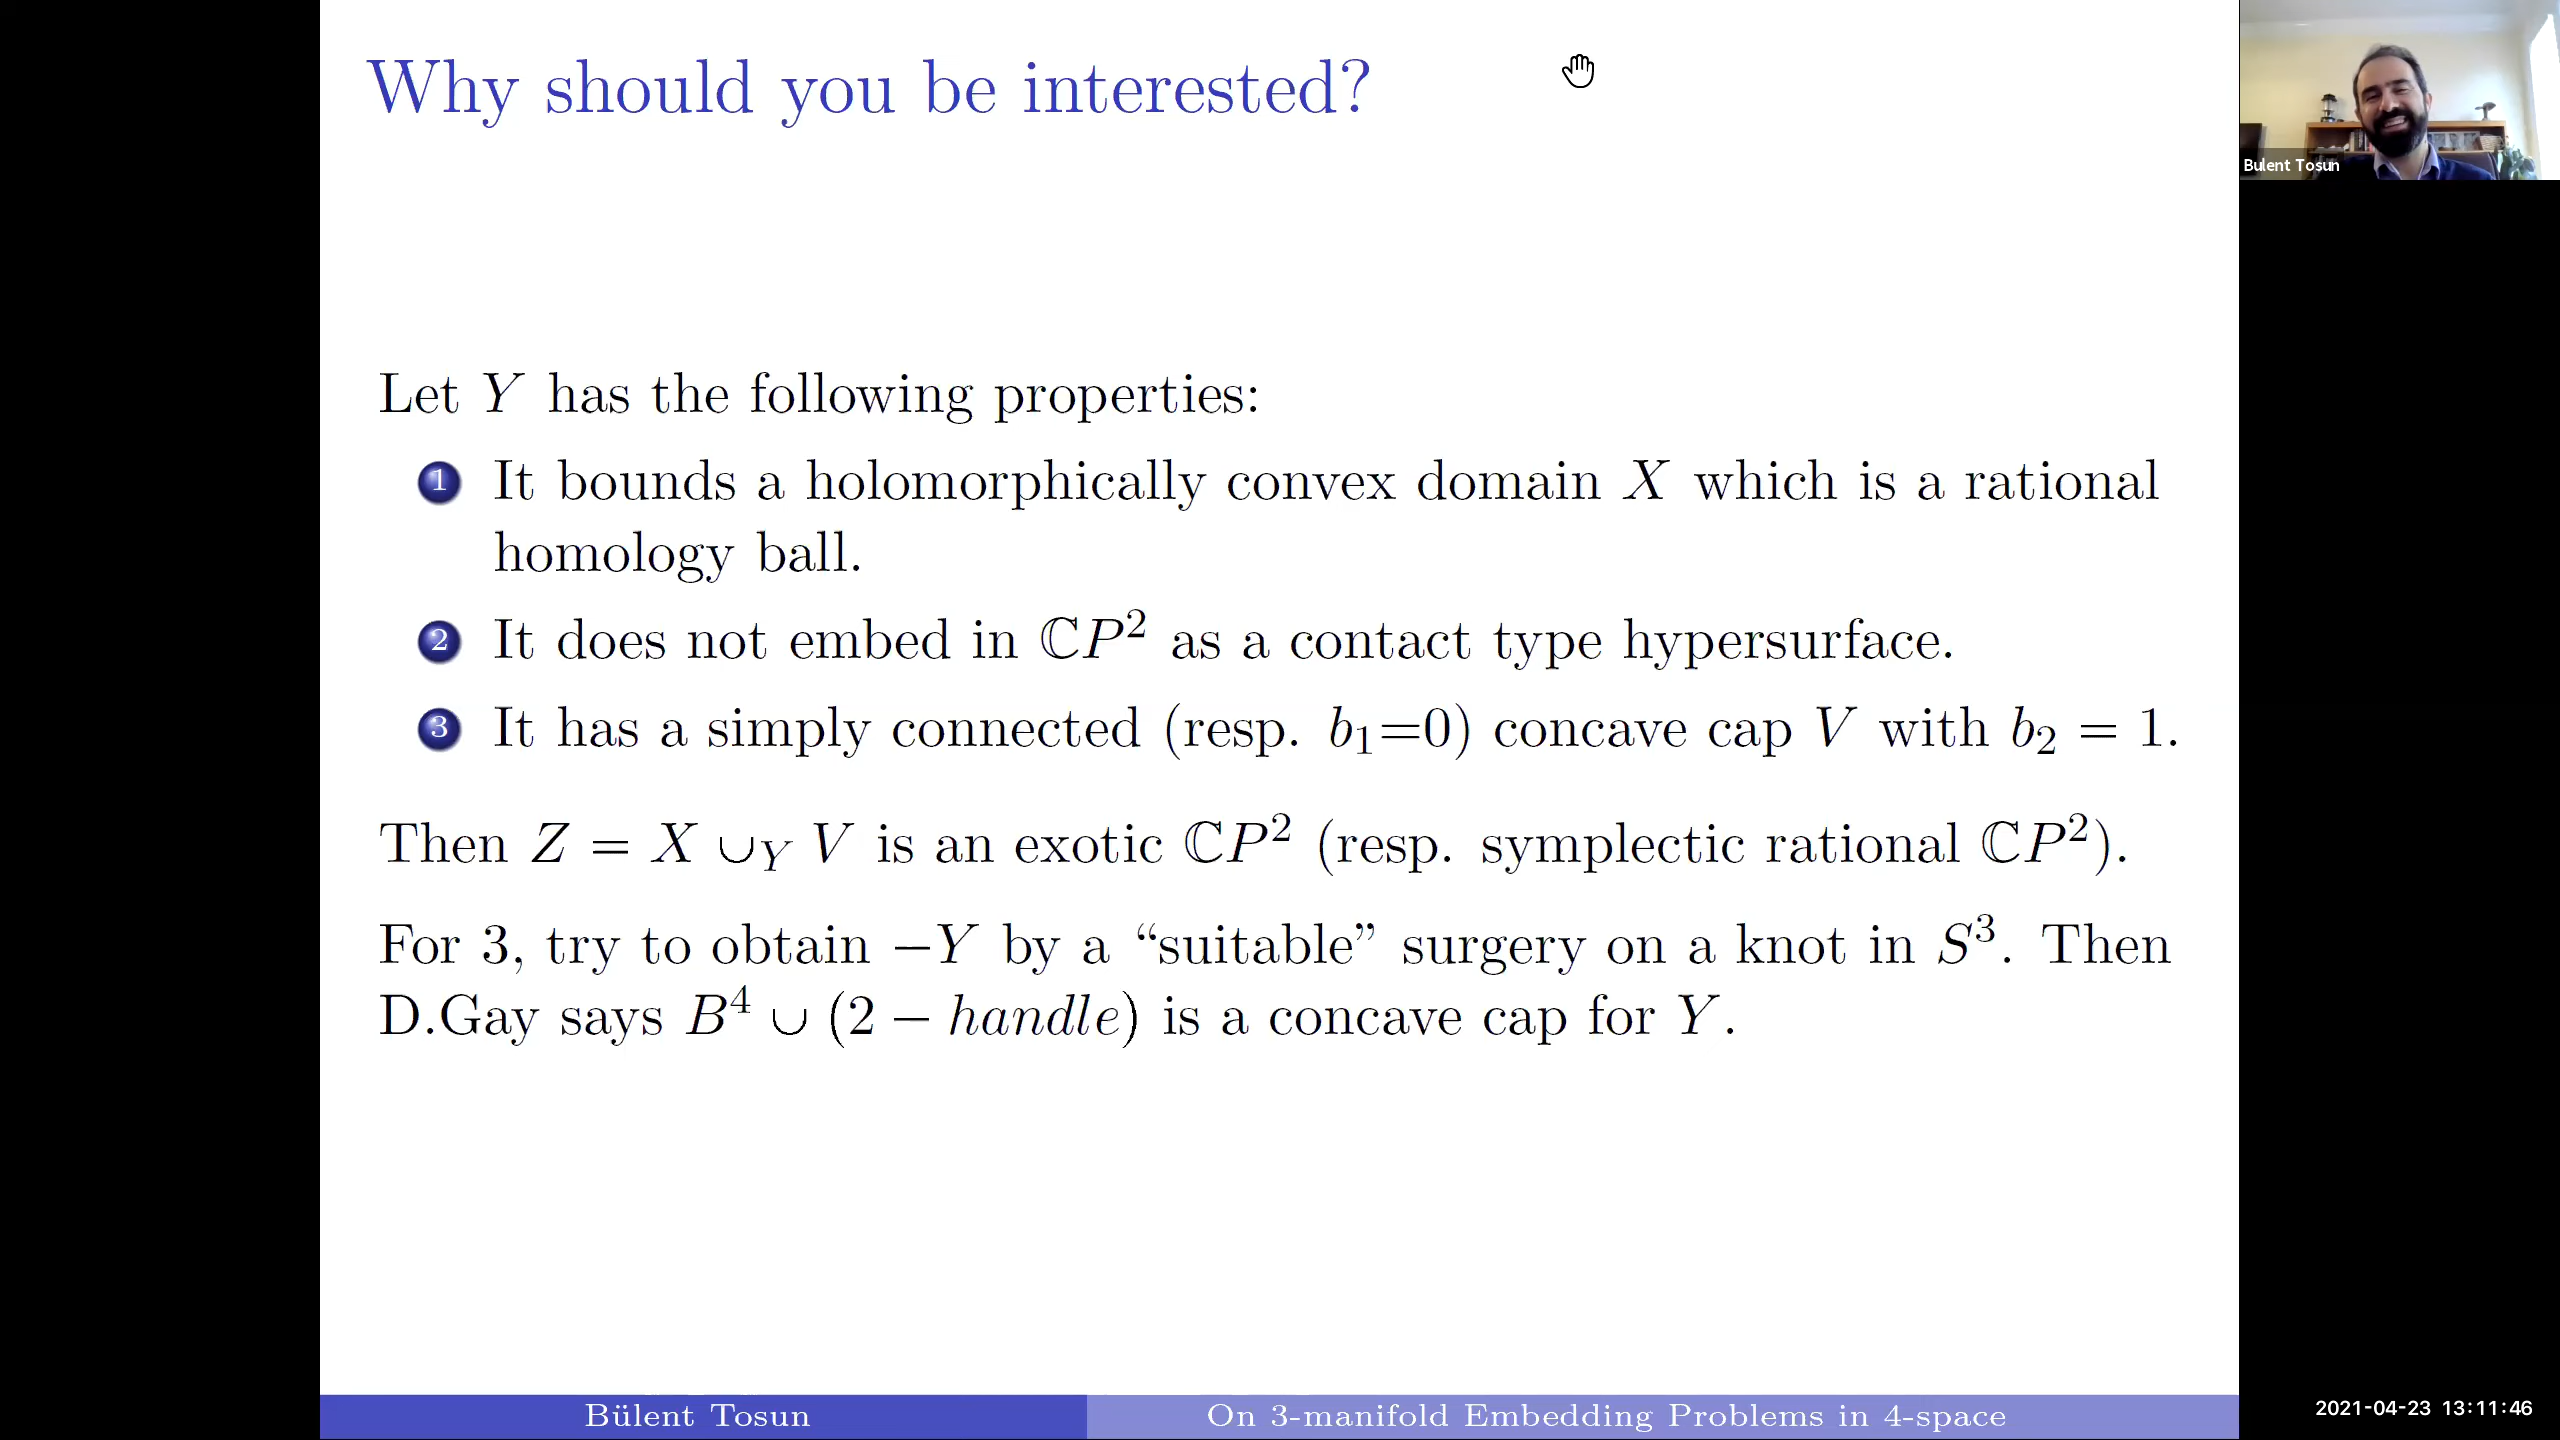 Why should you be interested?
Bulent Tosun
Let Y has the following properties:
1 It bounds a holomorphically convex domain X which is a rational
homology ball.
2 It does not embed in ℂP² as a contact type hypersurface.
3 It has a simply connected (resp. b₁=0) concave cap V with b₂ = 1.
Then Z = X ∪_Y V is an exotic ℂP² (resp. symplectic rational ℂP²).
For 3, try to obtain −Y by a “suitable” surgery on a knot in S³. Then
D.Gay says B⁴ ∪ (2 − handle) is a concave cap for Y.
Bülent Tosun
On 3-manifold Embedding Problems in 4-space
2021-04-23 13:11:46